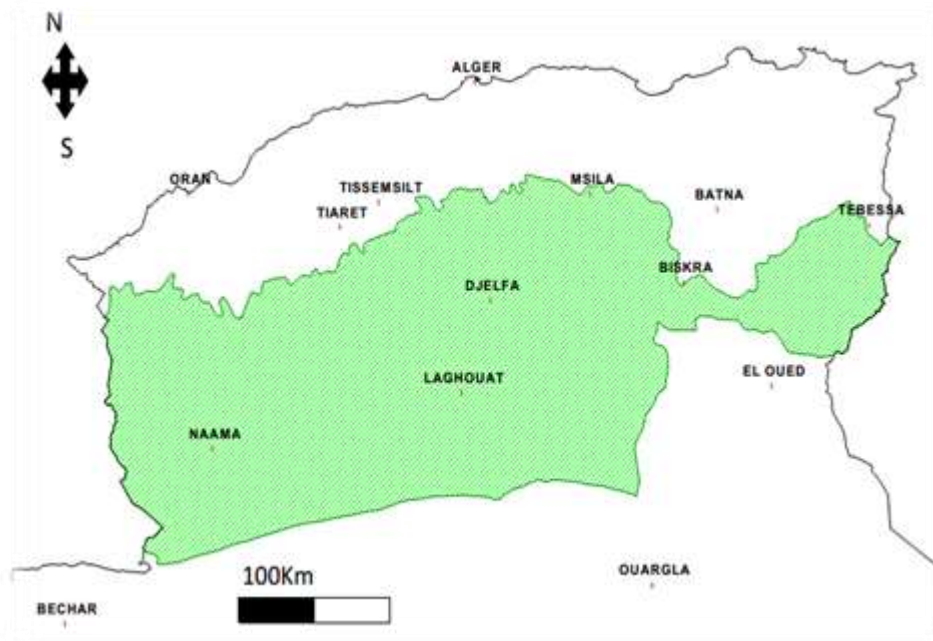 N
ALGER
S
ORAN
TISSEMSILT
MSILA
BATNA
TIARET
TEBESSA
BISKRA
DJELFA
LAGHOUAT
EL OUED
NAAMA
100Km
OUARGLA
BECHAR